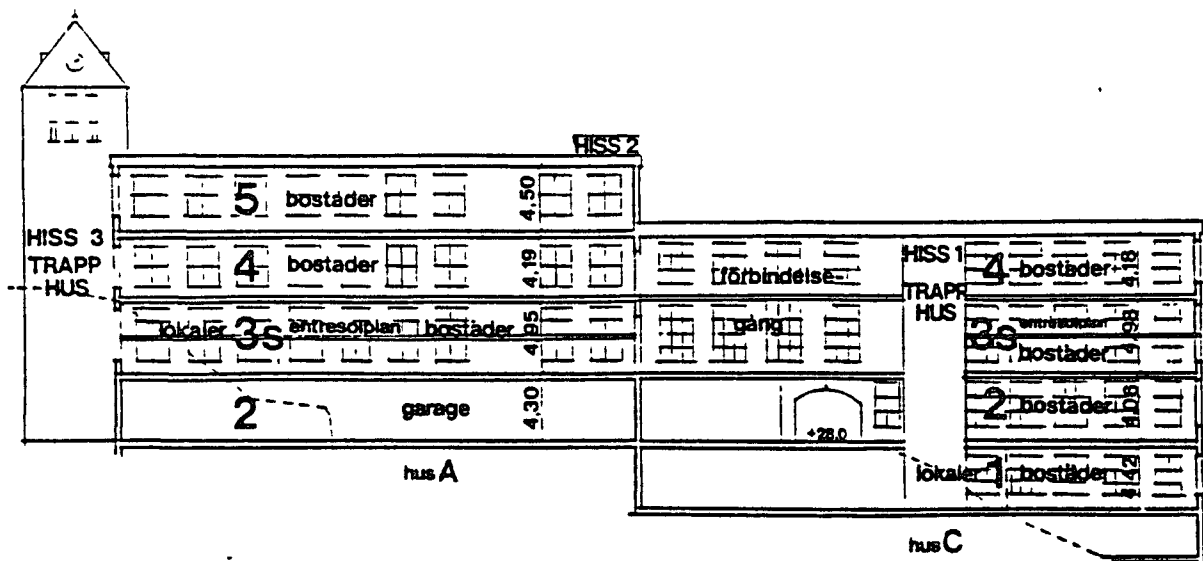 HISS 2
5 bostäder 4,50
HISS 3
TRAPP
HUS
4 bostäder 4,19
förbindelse-
HISS 1
TRAPP
HUS
4 bostäder 4,18
lokaler 3s entresolplan bostäder 4,95
gång
3s entresolplan 4,98
bostäder
2 garage 4,30
+28.0
2 bostäder 4,06
lokaler 1 bostäder 4,42
hus A
hus C